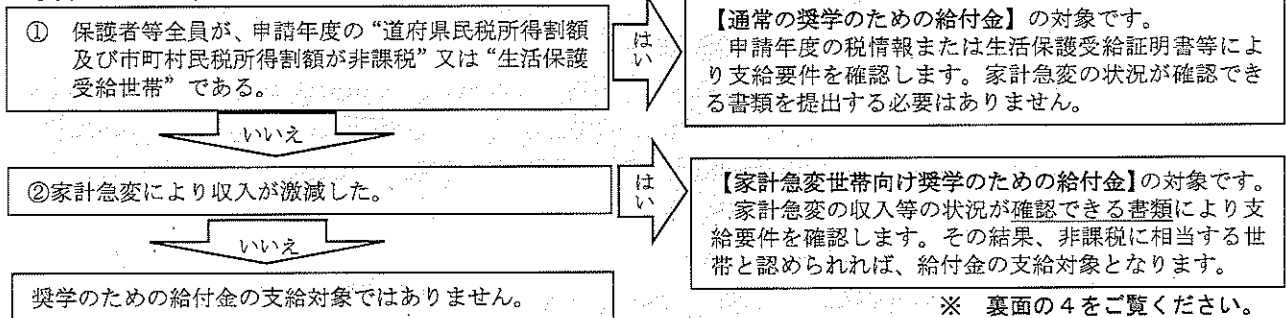 ① 保護者等全員が、申請年度の“道府県民税所得割額
及び市町村民税所得割額が非課税”又は“生活保護
受給世帯”である。
はい
【通常の奨学のための給付金】の対象です。
申請年度の税情報または生活保護受給証明書等によ
り支給要件を確認します。家計急変の状況が確認でき
る書類を提出する必要はありません。
いいえ
②家計急変により収入が激減した。
はい
【家計急変世帯向け奨学のための給付金】の対象です。
家計急変の収入等の状況が確認できる書類により支
給要件を確認します。その結果、非課税に相当する世
帯と認められれば、給付金の支給対象となります。
いいえ
奨学のための給付金の支給対象ではありません。
※ 裏面の4をご覧ください。